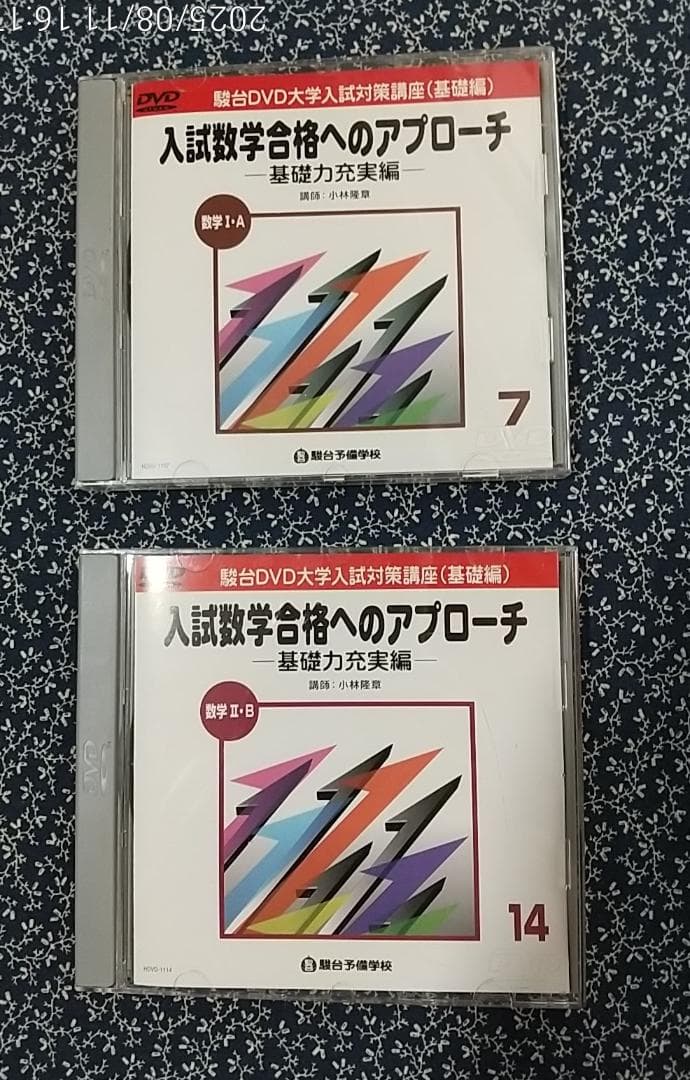 2025/08/11 16:1
DVD
駿台DVD大学入試対策講座(基礎編)
入試数学合格へのアプローチ
―基礎力充実編―
講師:小林隆章
数学Ⅰ・A
7
駿台予備学校
駿台DVD大学入試対策講座(基礎編)
入試数学合格へのアプローチ
―基礎力充実編―
講師:小林隆章
数学Ⅱ・B
14
HDVD-1114
駿台予備学校